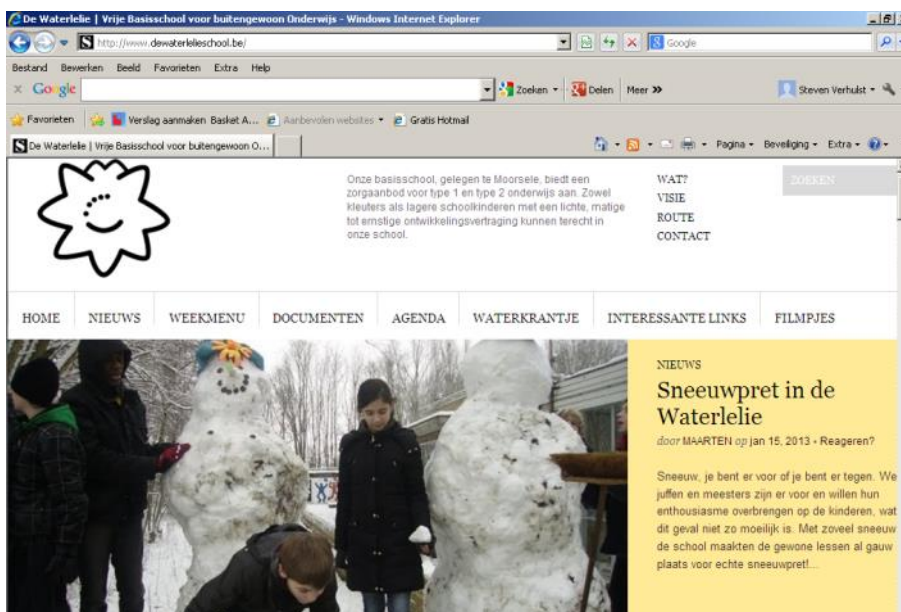 De Waterlelie | Vrije Basisschool voor buitengewoon Onderwijs - Windows Internet Explorer
http://www.dewaterlelieschool.be/
Google
Bestand Bewerken Beeld Favorieten Extra Help
Google Zoeken Delen Meer Steven Verhulst
Favorieten Verslag aanmaken Basket A... Aanbevolen websites Gratis Hotmail
De Waterlelie | Vrije Basisschool voor buitengewoon O... Pagina Beveiliging Extra
Onze basisschool, gelegen te Moorsele, biedt een
zorgaanbod voor type 1 en type 2 onderwijs aan. Zowel
kleuters als lagere schoolkinderen met een lichte, matige
tot ernstige ontwikkelingsvertraging kunnen terecht in
onze school.
WAT?
VISIE
ROUTE
CONTACT
ZOEKEN
HOME NIEUWS WEEKMENU DOCUMENTEN AGENDA WATERKRANTJE INTERESSANTE LINKS FILMPJES
NIEUWS
Sneeuwpret in de
Waterlelie
door MAARTEN op jan 15, 2013 • Reageren?
Sneeuw, je bent er voor of je bent er tegen. We
juffen en meesters zijn er voor en willen hun
enthousiasme overbrengen op de kinderen, wat
dit geval niet zo moeilijk is. Met zoveel sneeuw
de school maakten de gewone lessen al gauw
plaats voor echte sneeuwpret!...